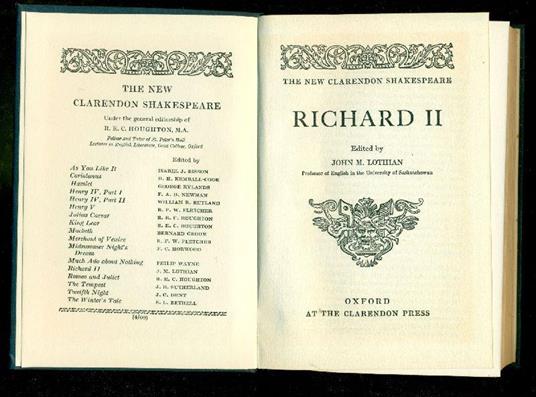 THE NEW
CLARENDON SHAKESPEARE
Under the general editorship of
R. E. C. HOUGHTON, M.A.
Fellow and Tutor of St. Peter's Hall
Lecturer in English Literature, Oriel College, Oxford
Edited by
As You Like It ISABEL J. BISSON
Coriolanus B. H. KEMBALL-COOK
Hamlet GEORGE RYLANDS
Henry IV, Part I F. A. D. NEWMAN
Henry IV, Part II WILLIAM R. RUTLAND
Henry V R. F. W. FLETCHER
Julius Caesar R. E. C. HOUGHTON
King Lear R. E. C. HOUGHTON
Macbeth BERNARD GROOM
Merchant of Venice R. F. W. FLETCHER
Midsummer Night's F. C. HORWOOD
Dream
Much Ado about Nothing PHILIP WAYNE
Richard II J. M. LOTHIAN
Romeo and Juliet R. E. C. HOUGHTON
The Tempest J. R. SUTHERLAND
Twelfth Night J. C. DENT
The Winter's Tale S. L. BETHELL
THE NEW CLARENDON SHAKESPEARE
RICHARD II
Edited by
JOHN M. LOTHIAN
Professor of English in the University of Saskatchewan
OXFORD
AT THE CLARENDON PRESS